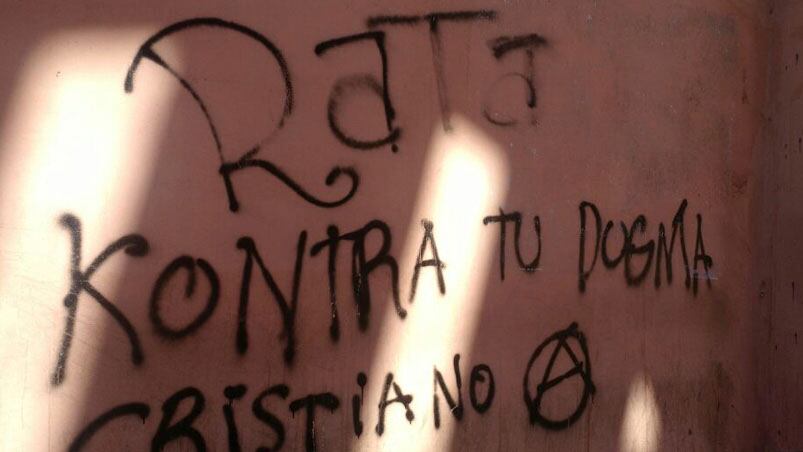 Rata
KONTRA TU DOGMA
CRiSTiANO Ⓐ